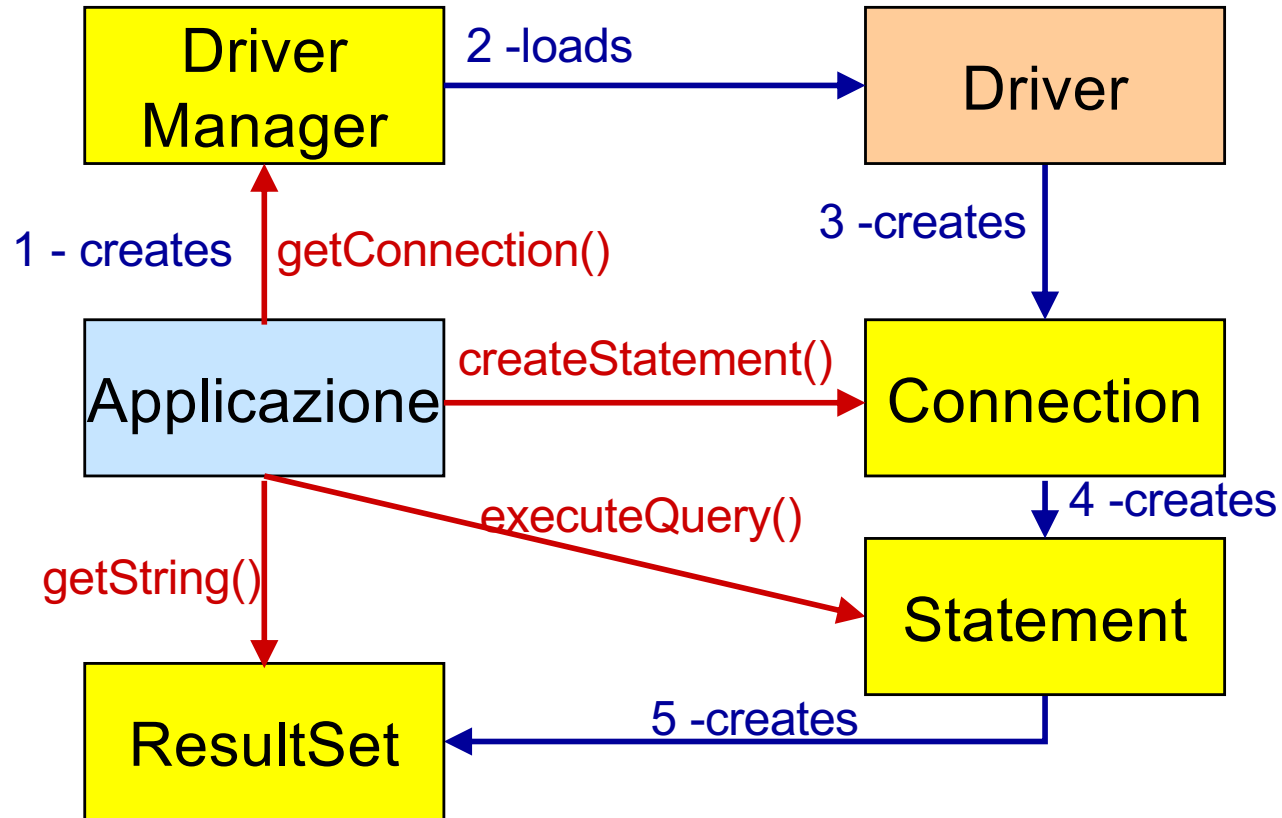 Driver
Manager
2 -loads
Driver
1 - creates
getConnection()
3 -creates
Applicazione
createStatement()
Connection
executeQuery()
4 -creates
getString()
Statement
ResultSet
5 -creates